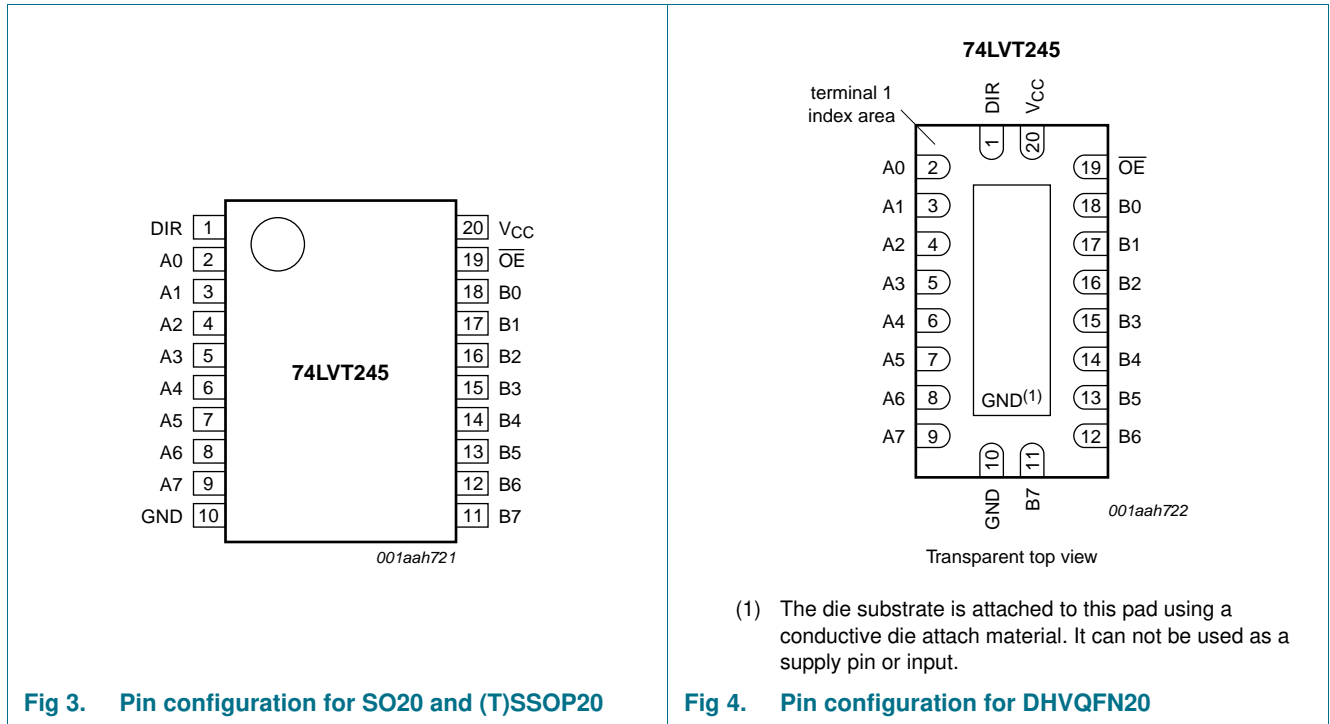 DIR 1
A0 2
A1 3
A2 4
A3 5
A4 6
A5 7
A6 8
A7 9
GND 10
74LVT245
20 VCC
19 OE
18 B0
17 B1
16 B2
15 B3
14 B4
13 B5
12 B6
11 B7
001aah721
Fig 3. Pin configuration for SO20 and (T)SSOP20
74LVT245
terminal 1
index area
DIR
VCC
1
20
A0 2
A1 3
A2 4
A3 5
A4 6
A5 7
A6 8
A7 9
19 OE
18 B0
17 B1
16 B2
15 B3
14 B4
13 B5
12 B6
GND(1)
10
11
GND
B7
001aah722
Transparent top view
(1) The die substrate is attached to this pad using a
conductive die attach material. It can not be used as a
supply pin or input.
Fig 4. Pin configuration for DHVQFN20